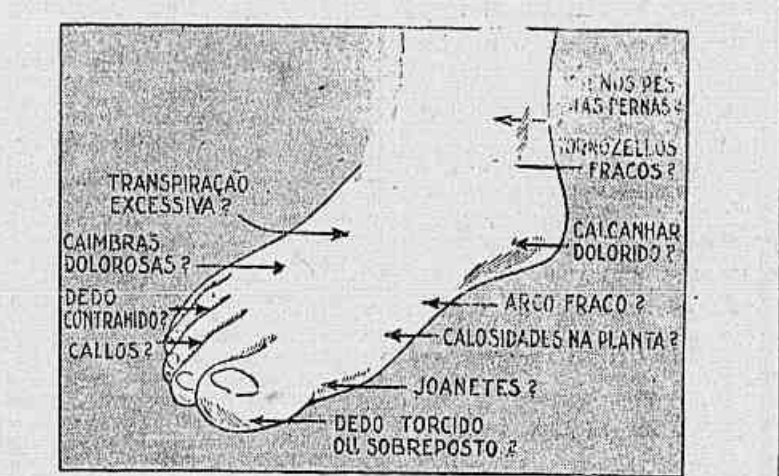 NOS PES
NAS PERNAS ?
TORNOZELLOS
FRACOS ?
TRANSPIRAÇÃO
EXCESSIVA ?
CAIMBRAS
DOLOROSAS ?
CALCANHAR
DOLORIDO ?
DEDO
CONTRAHIDO?
ARCO FRACO ?
CALLOS ?
CALOSIDADES NA PLANTA ?
JOANETES ?
DEDO TORCIDO
OU SOBREPOSTO ?